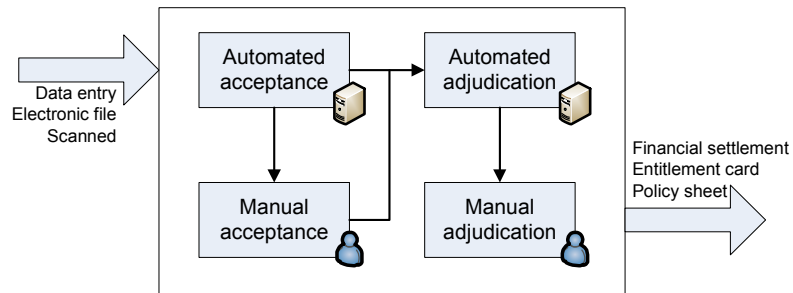 Data entry
Electronic file
Scanned
Automated
acceptance
Automated
adjudication
Manual
acceptance
Manual
adjudication
Financial settlement
Entitlement card
Policy sheet